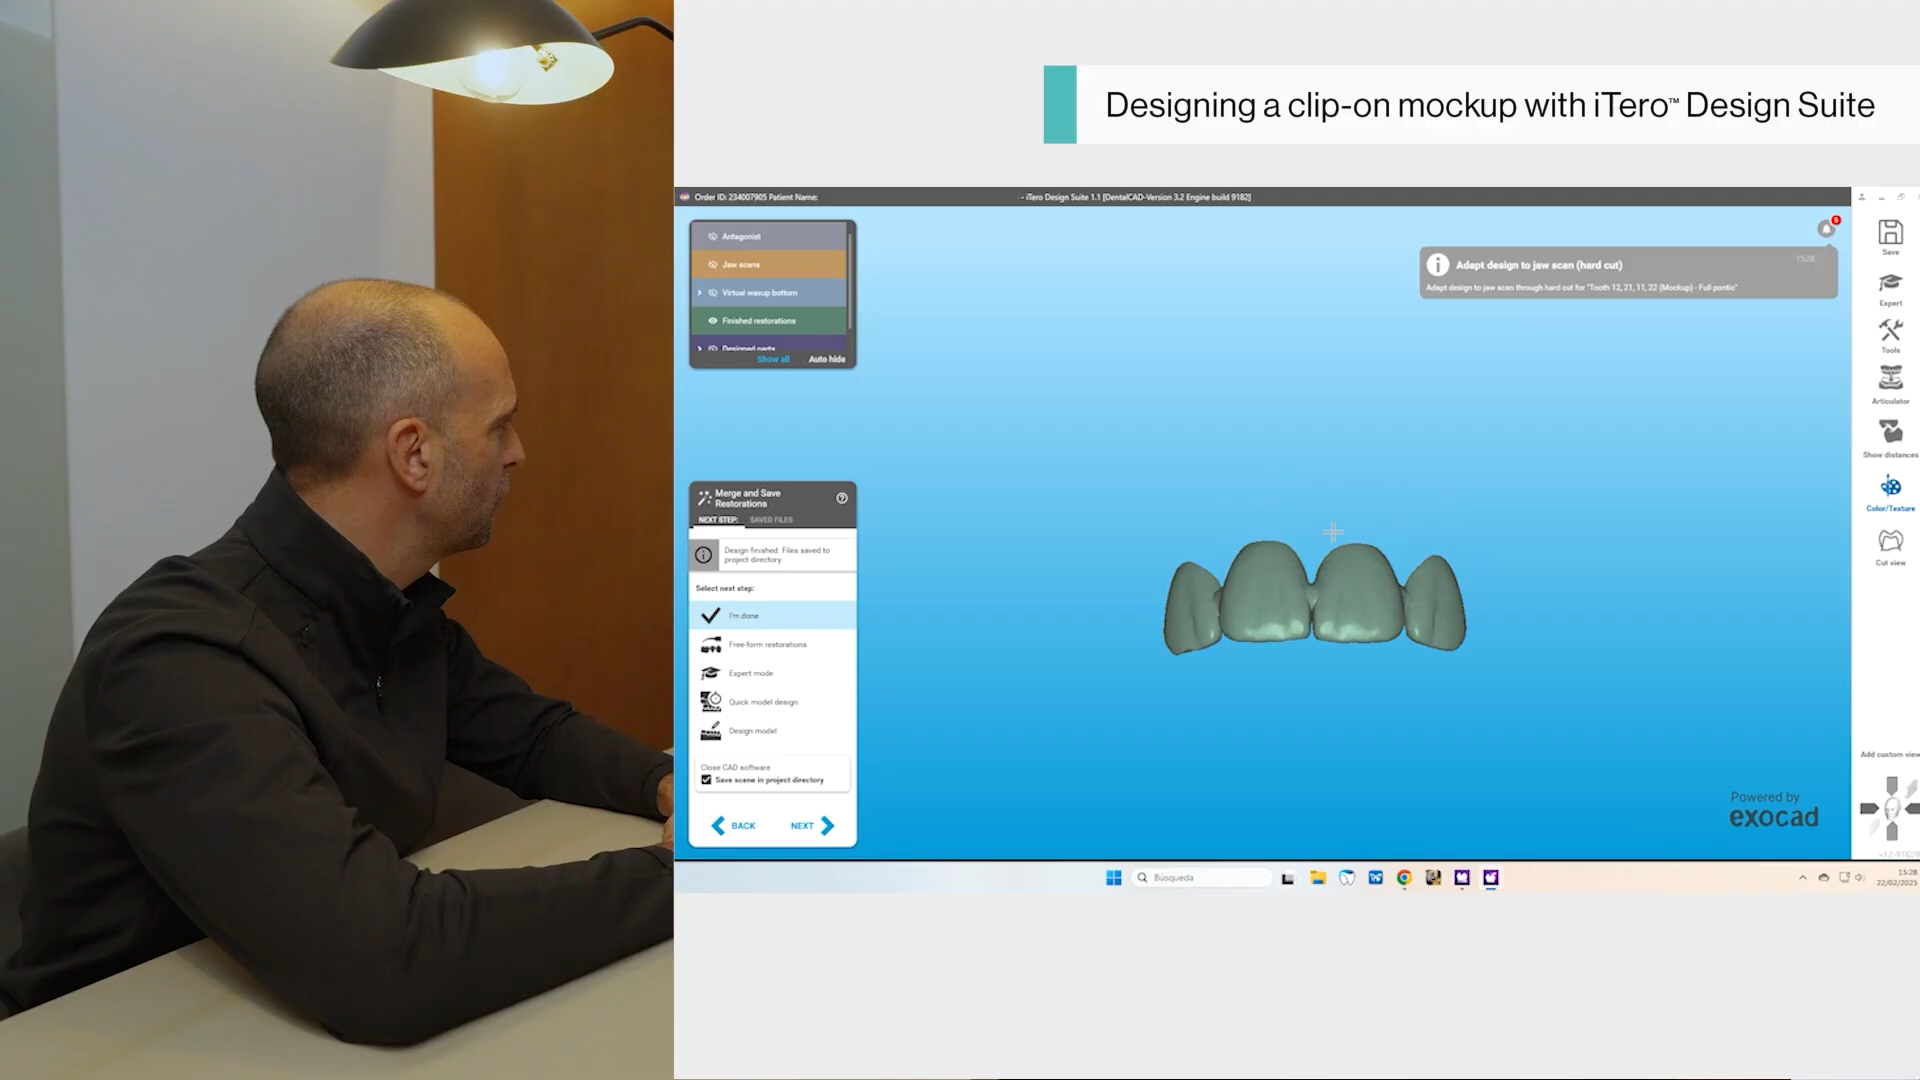 Designing a clip-on mockup with iTero™ Design Suite
Order ID: 234007905 Patient Name:
- iTero Design Suite 1.1 [DentalCAD-Version 3.2 Engine build 9182]
Antagonist
Jaw scans
Virtual waxup bottom
Finished restorations
Designed parts
Show all
Auto hide
5
Adapt design to jaw scan (hard cut)
15:28
Adapt design to jaw scan through hard cut for "Tooth 12, 21, 11, 22 (Mockup) - Full pontic"
Save
Expert
Tools
Articulator
Show distances
Color/Texture
Cut view
Merge and Save
Restorations
NEXT STEP:
SAVED FILES
Design finished. Files saved to
project directory
Select next step:
I'm done
Free-form restorations
Expert mode
Quick model design
Design model
Close CAD software
Save scene in project directory
BACK
NEXT
Add custom view
Powered by
exocad
Búsqueda
15:28
22/02/2025